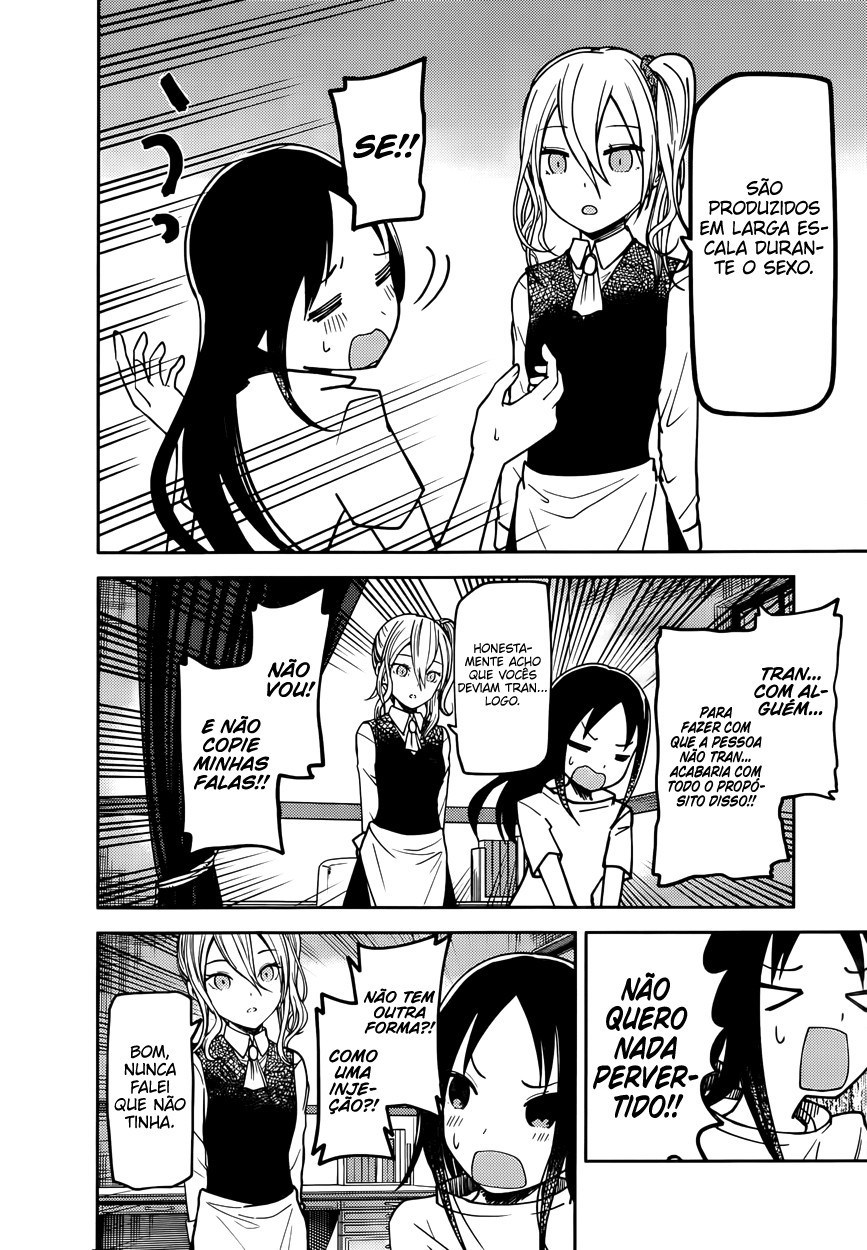 SÃO
PRODUZIDOS
EM LARGA ES-
CALA DURAN-
TE O SEXO.
SE!!
TRAN...
COM AL-
GUÉM...
PARA
FAZER COM
QUE A PESSOA
NÃO TRAN...
ACABARIA COM
TODO O PROPÓ-
SITO DISSO!!
HONESTA-
MENTE ACHO
QUE VOCÊS
DEVIAM TRAN...
LOGO.
NÃO
VOU!
E NÃO
COPIE
MINHAS
FALAS!!
NÃO
QUERO
NADA
PERVER-
TIDO!!
NÃO TEM
OUTRA
FORMA?!
COMO
UMA
INJE-
ÇÃO?!
BOM,
NUNCA
FALEI
QUE NÃO
TINHA.